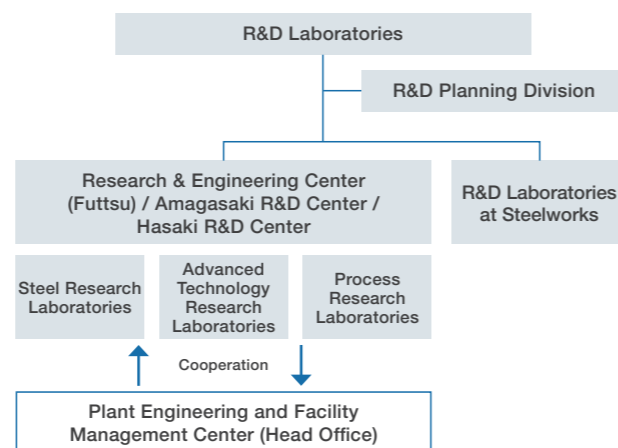 R&D Laboratories
R&D Planning Division
Research & Engineering Center
(Futtsu) / Amagasaki R&D Center /
Hasaki R&D Center
R&D Laboratories
at Steelworks
Steel Research
Laboratories
Advanced
Technology
Research
Laboratories
Process
Research
Laboratories
Cooperation
Plant Engineering and Facility
Management Center (Head Office)